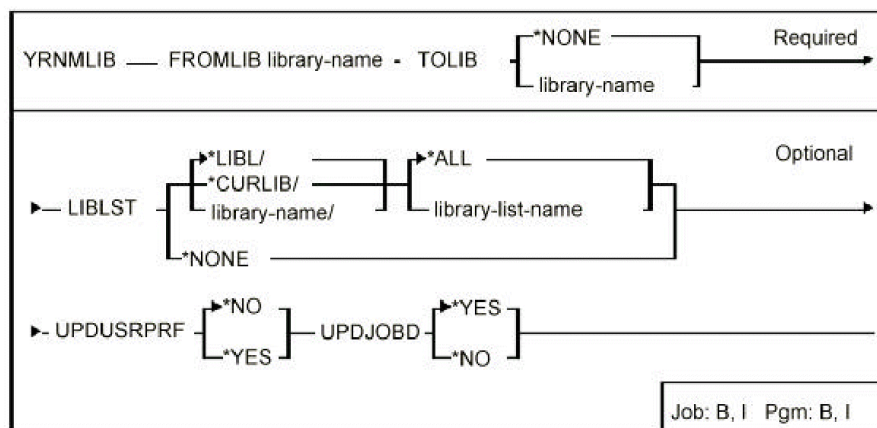 *NONE Required
YRNMLIB FROMLIB library-name - TOLIB
library-name
*LIBL/ *ALL Optional
*CURLIB/
LIBLST library-name/ library-list-name
*NONE
*NO *YES
UPDUSRPRF UPDJOBD
*YES *NO
Job: B, I Pgm: B, I